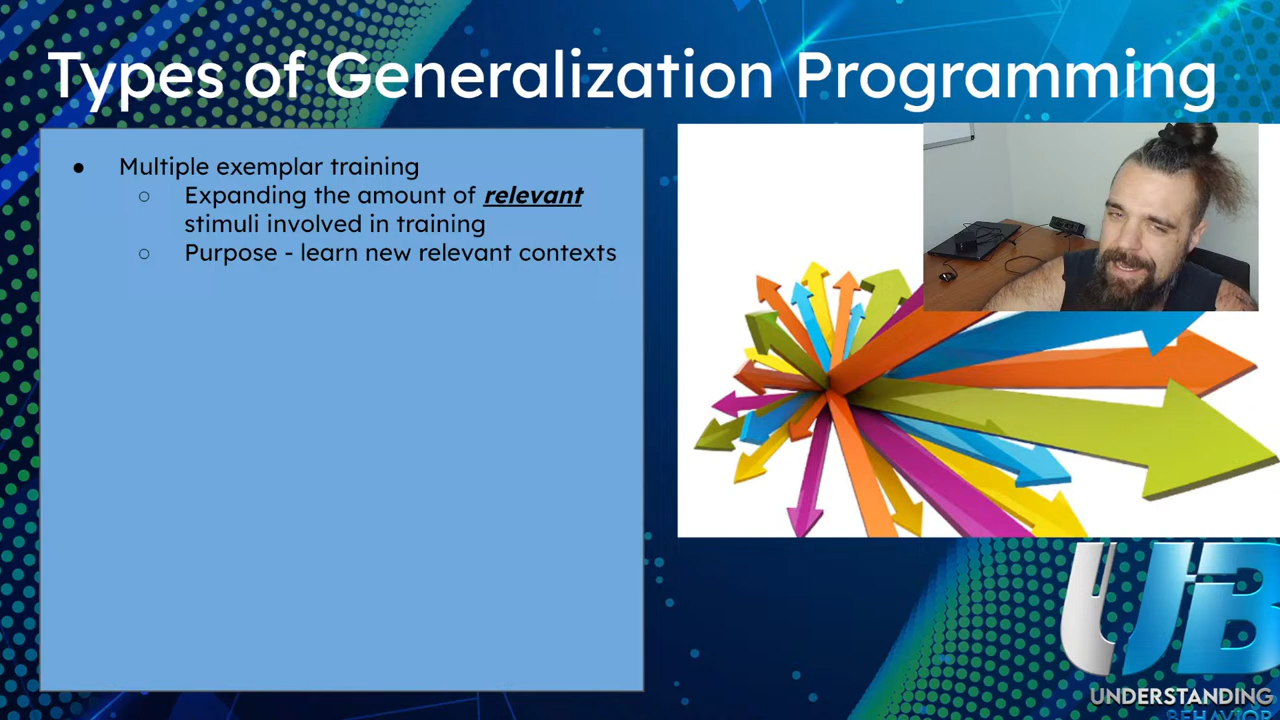 Types of Generalization Programming
● Multiple exemplar training
○ Expanding the amount of relevant
stimuli involved in training
○ Purpose - learn new relevant contexts
UB
UNDERSTANDING
BEHAVIOR